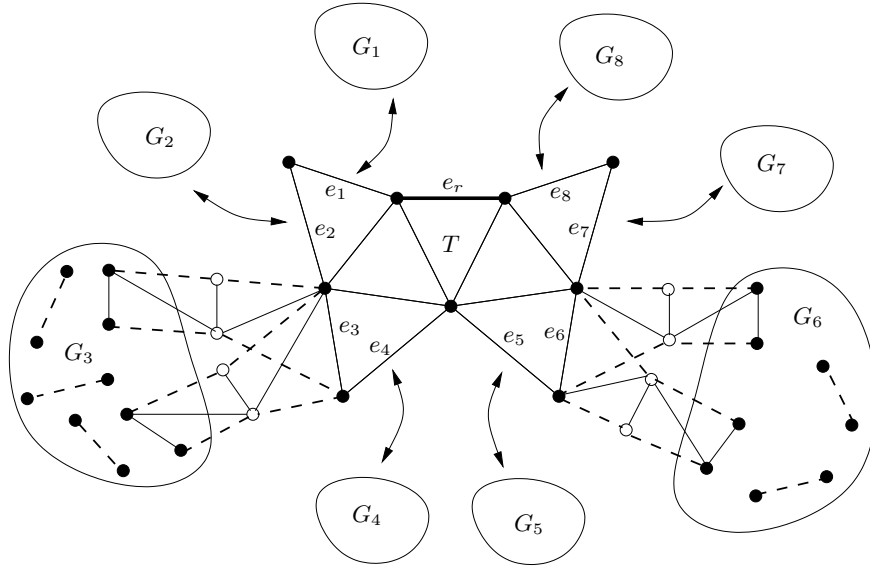 G₁
G₈
G₂
G₇
e₁
eᵣ
e₈
e₂
T
e₇
G₃
e₃
e₄
e₅
e₆
G₆
G₄
G₅